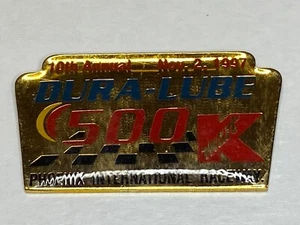 10th Annual Nov. 2, 1997
DURA-LUBE
500 K
PHOENIX INTERNATIONAL RACEWAY